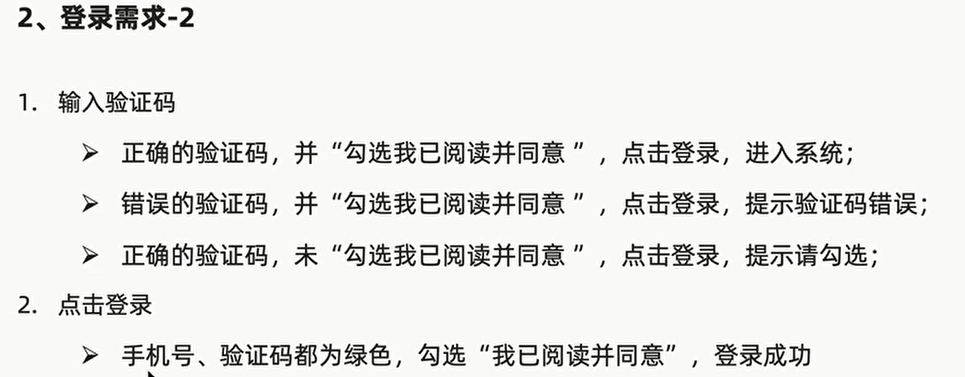 2、登录需求-2
1. 输入验证码
➢ 正确的验证码，并“勾选我已阅读并同意 ”，点击登录，进入系统；
➢ 错误的验证码，并“勾选我已阅读并同意 ”，点击登录，提示验证码错误；
➢ 正确的验证码，未“勾选我已阅读并同意 ”，点击登录，提示请勾选；
2. 点击登录
➢ 手机号、验证码都为绿色，勾选“我已阅读并同意”，登录成功